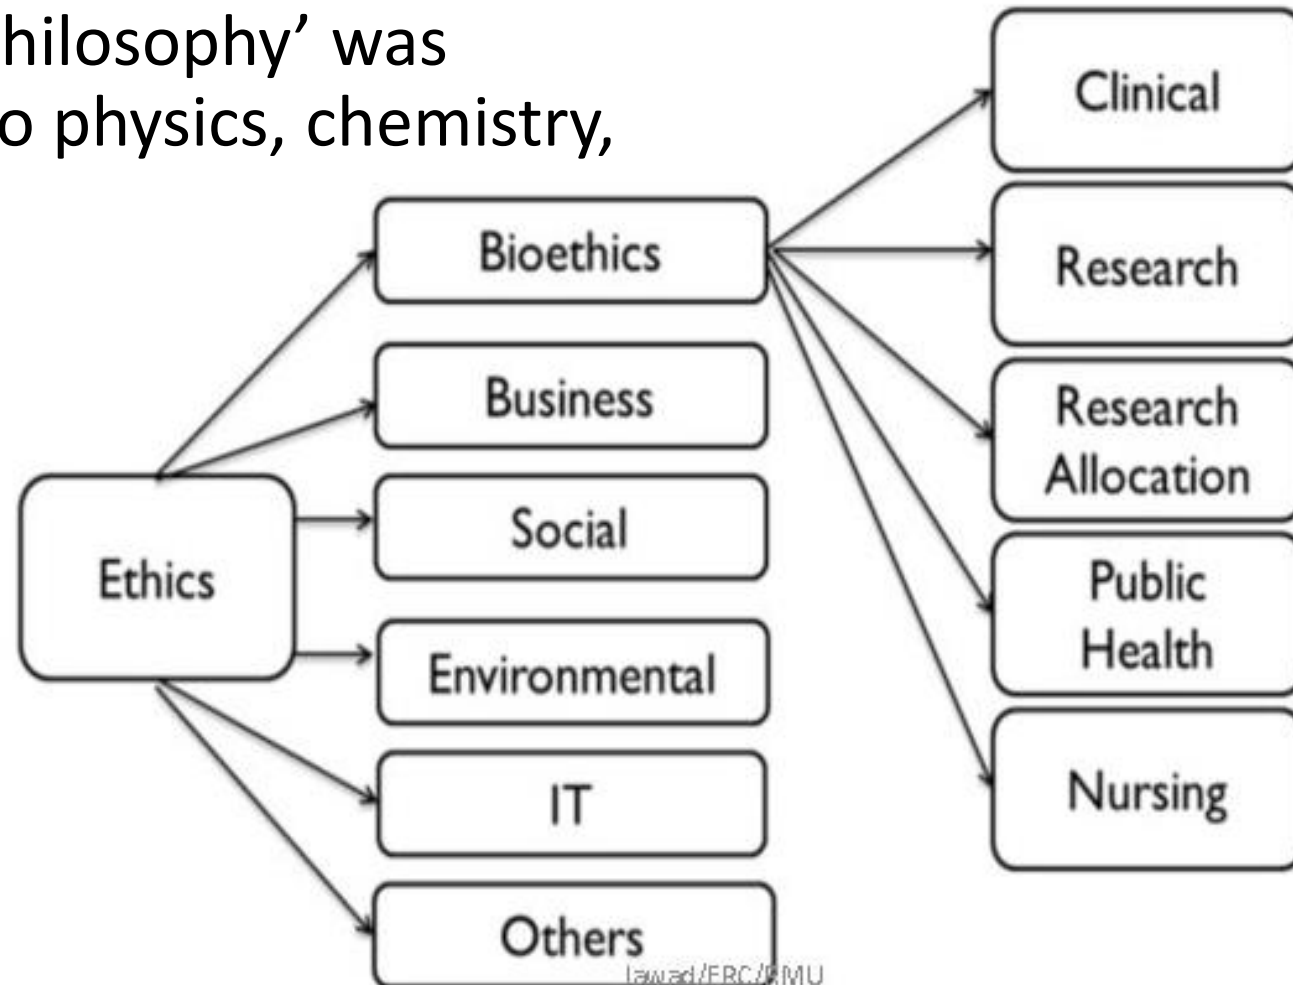 hilosophy’ was
o physics, chemistry,
Ethics
Bioethics
Business
Social
Environmental
IT
Others
Clinical
Research
Research
Allocation
Public
Health
Nursing